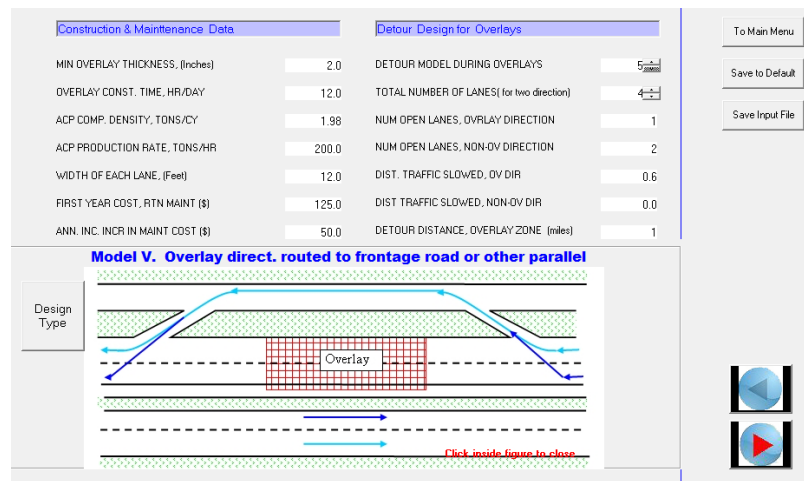 Construction & Mainttenance Data
Detour Design for Overlays
To Main Menu
MIN OVERLAY THICKNESS, (Inches) 2.0
DETOUR MODEL DURING OVERLAYS 5
Save to Default
OVERLAY CONST. TIME, HR/DAY 12.0
TOTAL NUMBER OF LANES( for two direction) 4
ACP COMP. DENSITY, TONS/CY 1.98
NUM OPEN LANES, OVRLAY DIRECTION 1
Save Input File
ACP PRODUCTION RATE, TONS/HR 200.0
NUM OPEN LANES, NON-OV DIRECTION 2
WIDTH OF EACH LANE, (Feet) 12.0
DIST. TRAFFIC SLOWED, OV DIR 0.6
FIRST YEAR COST, RTN MAINT ($) 125.0
DIST TRAFFIC SLOWED, NON-OV DIR 0.0
ANN. INC. INCR IN MAINT COST ($) 50.0
DETOUR DISTANCE, OVERLAY ZONE (miles) 1
Model V. Overlay direct. routed to frontage road or other parallel
Design
Type
Overlay
Click inside figure to close